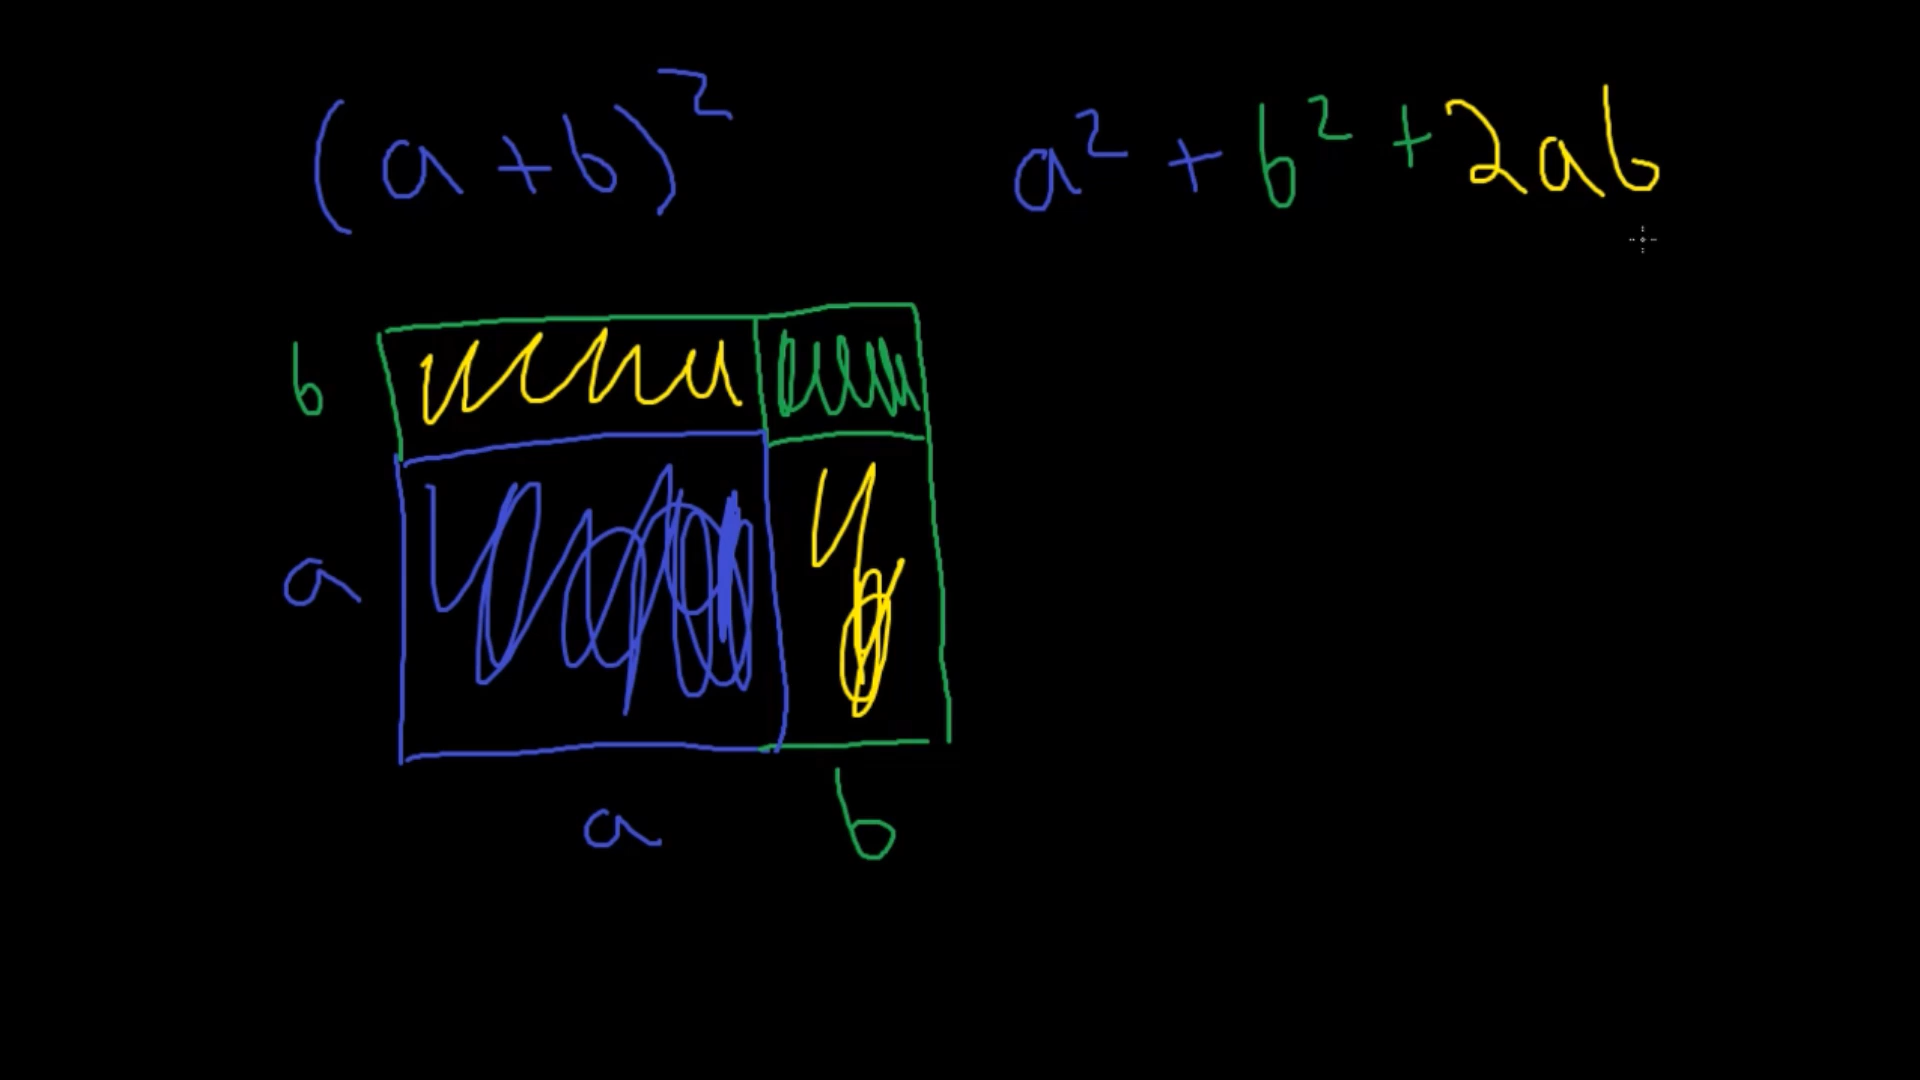 (a+b)² a² + b² + 2ab
b
a
a b